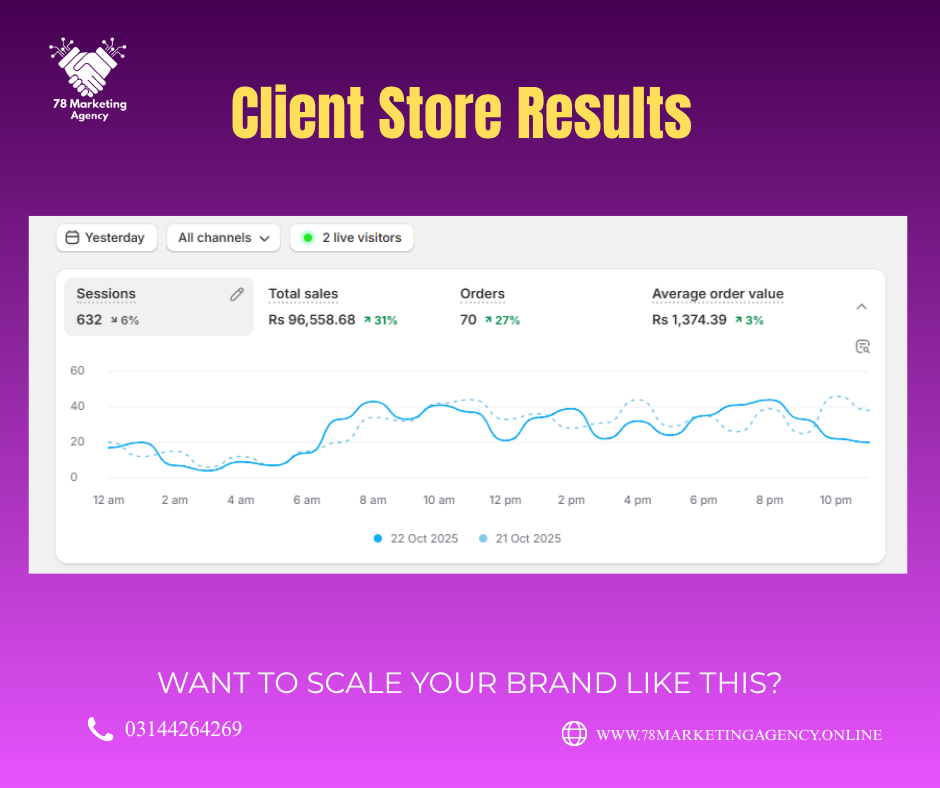 78 Marketing
Agency
Client Store Results
Yesterday All channels 2 live visitors
Sessions Total sales Orders Average order value
632 6% Rs 96,558.68 31% 70 27% Rs 1,374.39 3%
60
40
20
0
12 am 2 am 4 am 6 am 8 am 10 am 12 pm 2 pm 4 pm 6 pm 8 pm 10 pm
22 Oct 2025 21 Oct 2025
WANT TO SCALE YOUR BRAND LIKE THIS?
03144264269 WWW.78MARKETINGAGENCY.ONLINE